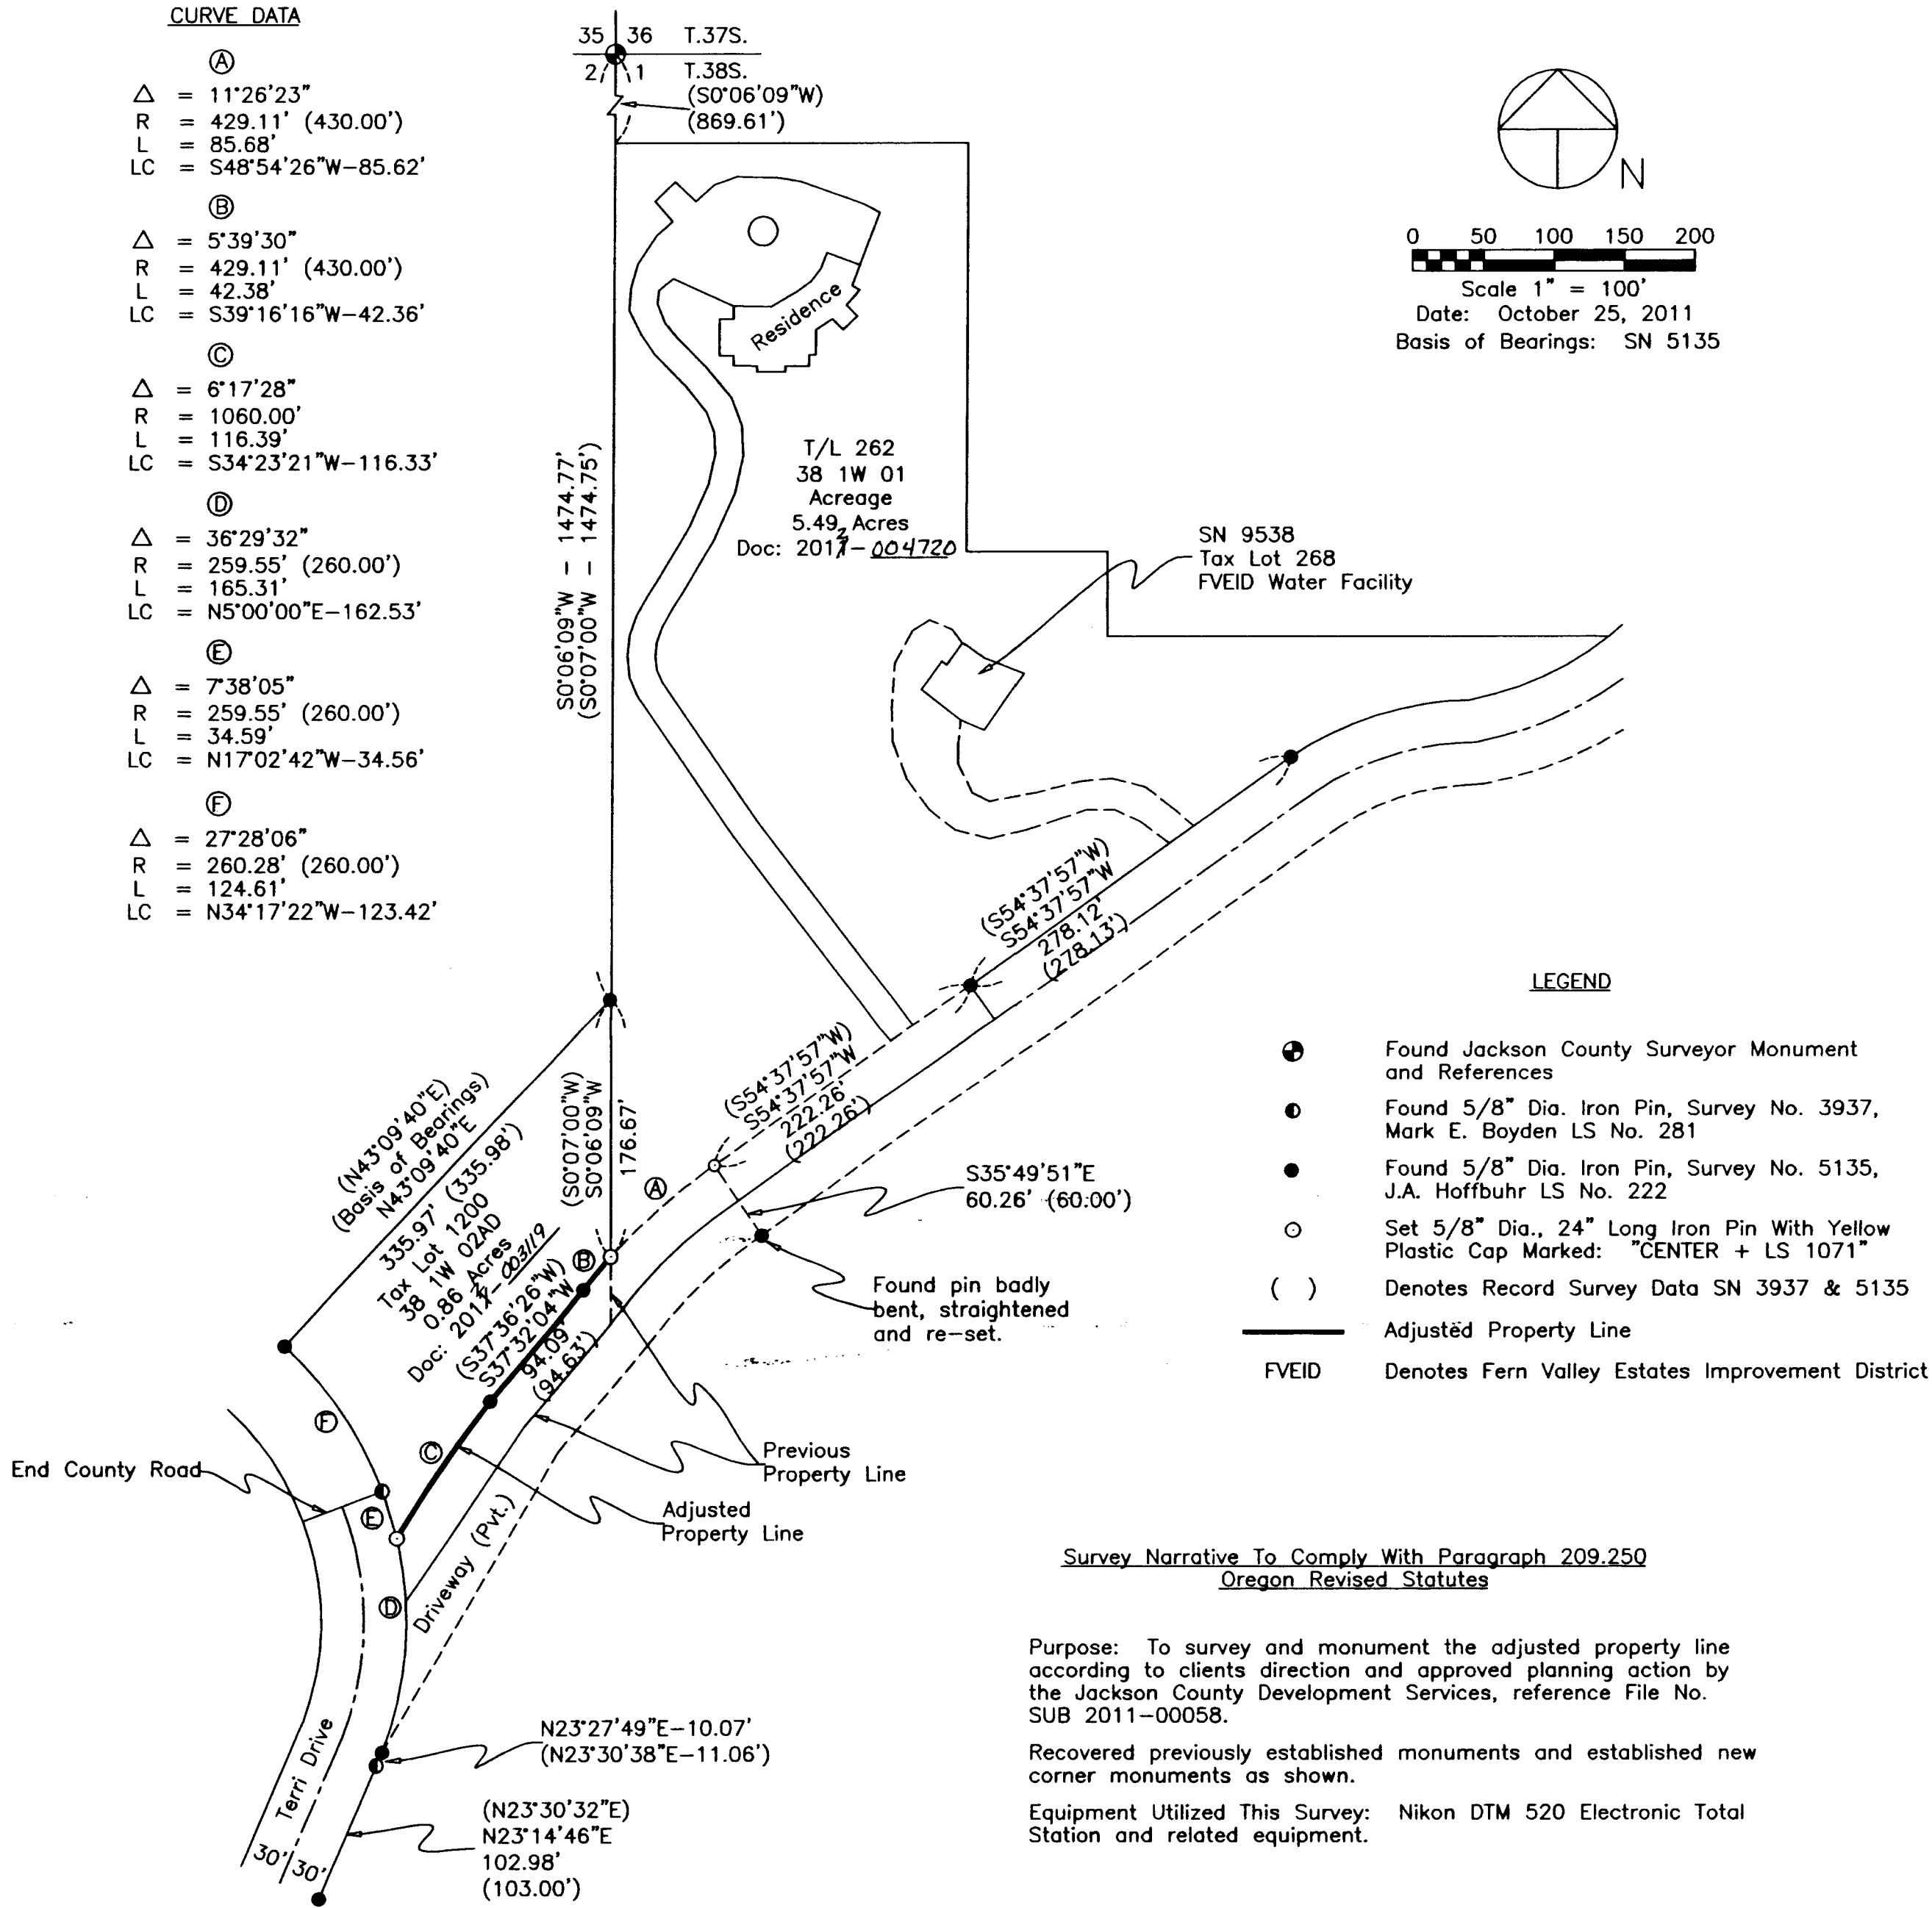 CURVE DATA
A
△ = 11°26'23"
R = 429.11' (430.00')
L = 85.68'
LC = S48°54'26"W-85.62'
B
△ = 5°39'30"
R = 429.11' (430.00')
L = 42.38'
LC = S39°16'16"W-42.36'
C
△ = 6°17'28"
R = 1060.00'
L = 116.39'
LC = S34°23'21"W-116.33'
D
△ = 36°29'32"
R = 259.55' (260.00')
L = 165.31'
LC = N5°00'00"E-162.53'
E
△ = 7°38'05"
R = 259.55' (260.00')
L = 34.59'
LC = N17°02'42"W-34.56'
F
△ = 27°28'06"
R = 260.28' (260.00')
L = 124.61'
LC = N34°17'22"W-123.42'
35 36 T.37S.
2 1 T.38S.
(S0°06'09"W)
(869.61')
N
0 50 100 150 200
Scale 1" = 100'
Date: October 25, 2011
Basis of Bearings: SN 5135
Residence
S0°06'09"W - 1474.77'
(S0°07'00"W - 1474.75')
T/L 262
38 1W 01
Acreage
5.49 Acres
Doc: 2012-004720
SN 9538
Tax Lot 268
FVEID Water Facility
(S54°37'57"W)
S54°37'57"W
278.12'
(278.13')
(S54°37'57"W)
S54°37'57"W
222.26'
(222.26')
(S0°07'00"W)
S0°06'09"W
176.67'
A
S35°49'51"E
60.26' (60.00')
Found pin badly
bent, straightened
and re-set.
(N43°09'40"E)
(Basis of Bearings)
N43°09'40"E
335.97' (335.98')
Tax Lot 1200
38 1W 02AD
0.86 Acres
Doc: 2012-003119
(S37°36'26"W)
S37°32'04"W
94.09'
(94.63')
B
C
F
E
D
End County Road
Previous
Property Line
Adjusted
Property Line
Driveway (Pvt.)
Terri Drive
30' 30'
N23°27'49"E-10.07'
(N23°30'38"E-11.06')
(N23°30'32"E)
N23°14'46"E
102.98'
(103.00')
LEGEND
Found Jackson County Surveyor Monument
and References
Found 5/8" Dia. Iron Pin, Survey No. 3937,
Mark E. Boyden LS No. 281
Found 5/8" Dia. Iron Pin, Survey No. 5135,
J.A. Hoffbuhr LS No. 222
Set 5/8" Dia., 24" Long Iron Pin With Yellow
Plastic Cap Marked: "CENTER + LS 1071"
( ) Denotes Record Survey Data SN 3937 & 5135
Adjusted Property Line
FVEID Denotes Fern Valley Estates Improvement District
Survey Narrative To Comply With Paragraph 209.250
Oregon Revised Statutes
Purpose: To survey and monument the adjusted property line
according to clients direction and approved planning action by
the Jackson County Development Services, reference File No.
SUB 2011-00058.
Recovered previously established monuments and established new
corner monuments as shown.
Equipment Utilized This Survey: Nikon DTM 520 Electronic Total
Station and related equipment.